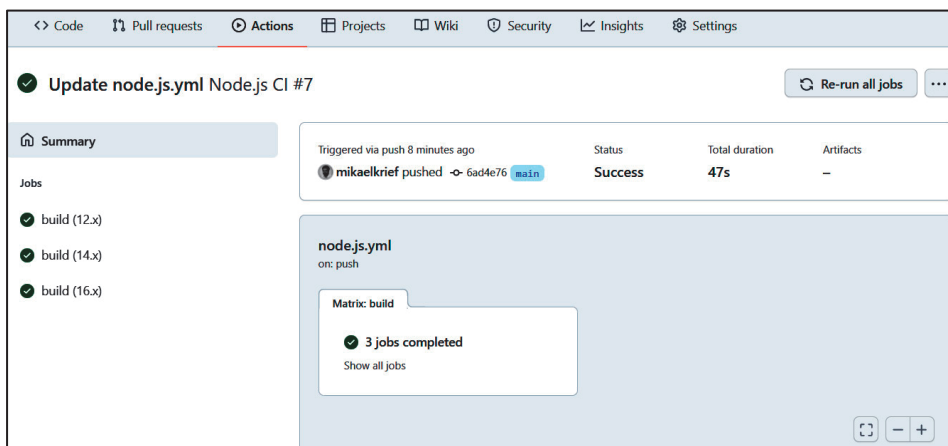 <> Code Pull requests Actions Projects Wiki Security Insights Settings
Update node.js.yml Node.js CI #7
Re-run all jobs ...
Summary
Triggered via push 8 minutes ago Status Total duration Artifacts
mikaelkrief pushed 6ad4e76 main Success 47s –
Jobs
build (12.x)
build (14.x)
build (16.x)
node.js.yml
on: push
Matrix: build
3 jobs completed
Show all jobs
− +